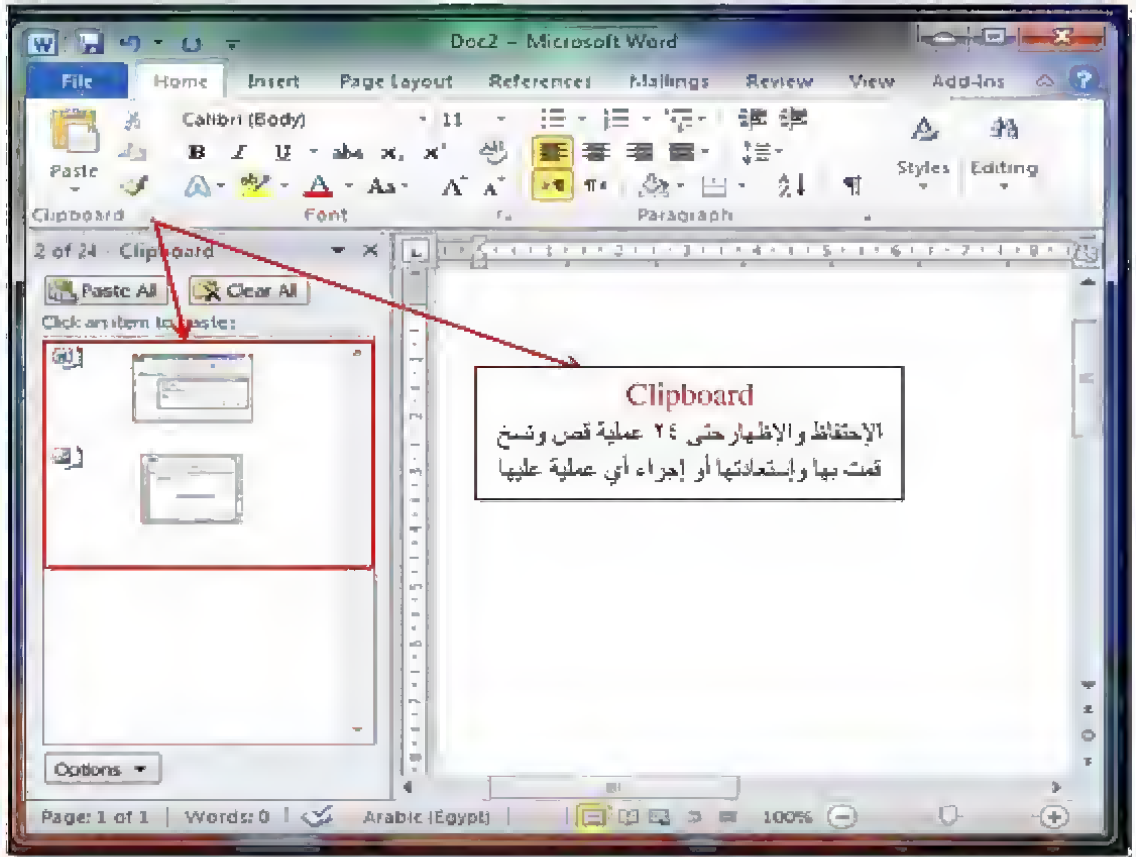 Doc2 - Microsoft Word
File Home Insert Page Layout References Mailings Review View Add-Ins
Calibri (Body) 11
B I U abc x, x'
Paste
Aa A A
Styles Editing
Clipboard Font Paragraph
2 of 24 - Clipboard
Paste All Clear All
Click an item to paste:
Clipboard
الإحتفاظ والإظهار حتى ٢٤ عملية قص ونسخ
قمت بها وإستعادتها أو إجراء أي عملية عليها
Options
Page: 1 of 1 Words: 0 Arabic (Egypt) 100%